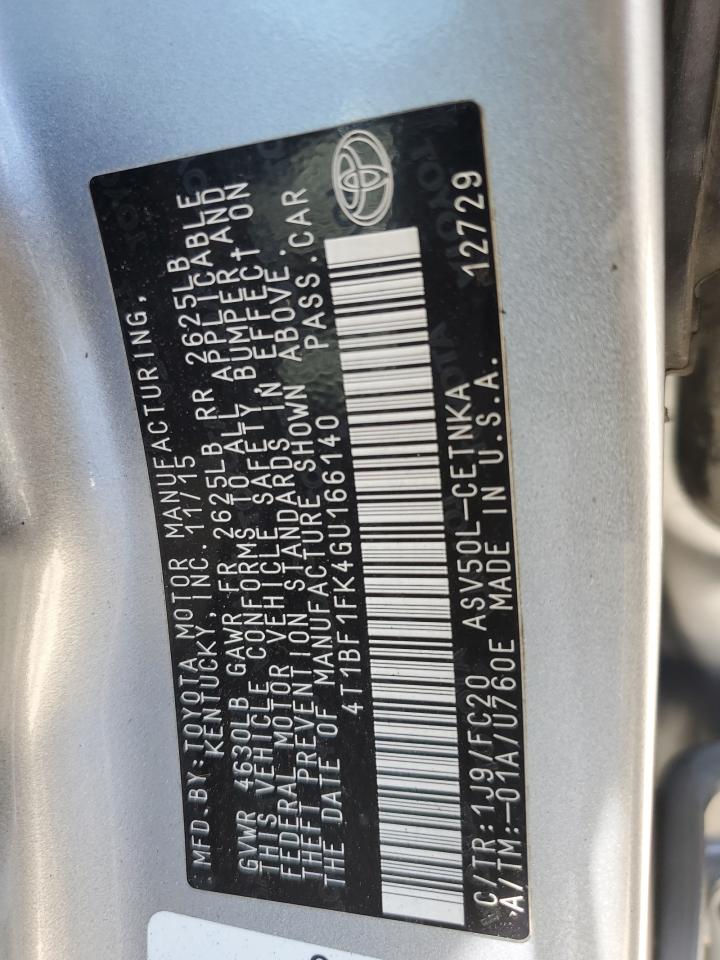 MFD.BY:TOYOTA MOTOR MANUFACTURING,
KENTUCKY, INC. 11/15
GVWR 4630LB GAWR FR 2625LB RR 2625LB
THIS VEHICLE CONFORMS TO ALL APPLICABLE
FEDERAL MOTOR VEHICLE SAFETY, BUMPER, AND
THEFT PREVENTION STANDARDS IN EFFECT ON
THE DATE OF MANUFACTURE SHOWN ABOVE.
4T1BF1FK4GU166140 PASS.CAR
C/TR:1J9/FC20 ASV50L-CETNKA 12729
A/TM:-01A/U760E MADE IN U.S.A.